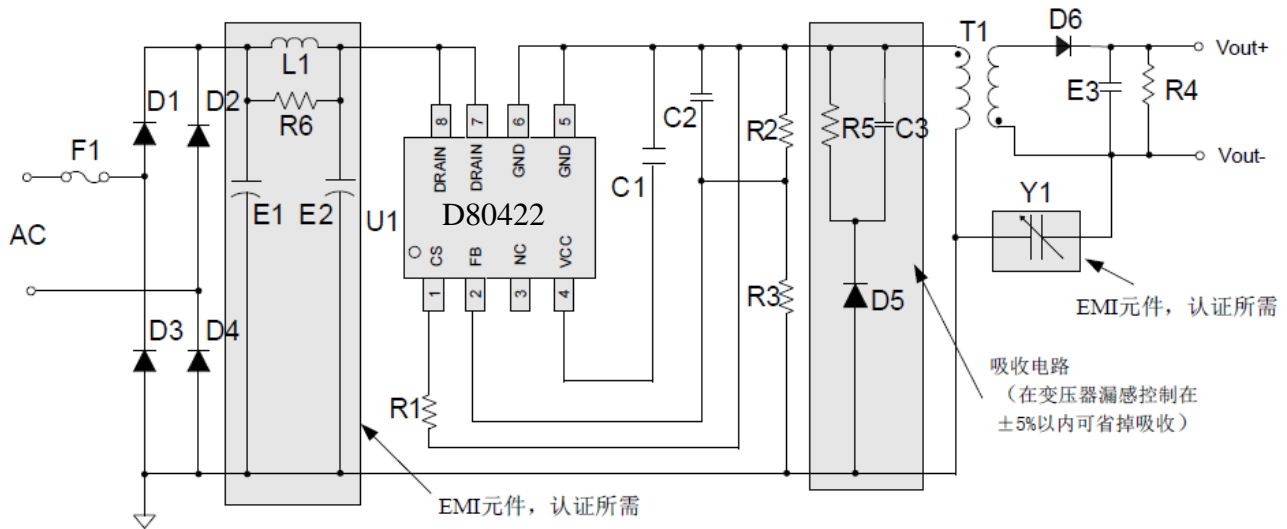 T1
D6
Vout+
L1
D1
D2
R6
E3
R4
F1
8
7
6
5
DRAIN
DRAIN
GND
GND
C2
R2
R5
C3
C1
Vout-
E1
E2
U1
D80422
Y1
AC
CS
FB
NC
VCC
1
2
3
4
R3
D5
EMI元件，认证所需
D3
D4
R1
吸收电路
（在变压器漏感控制在
±5%以内可省掉吸收）
EMI元件，认证所需